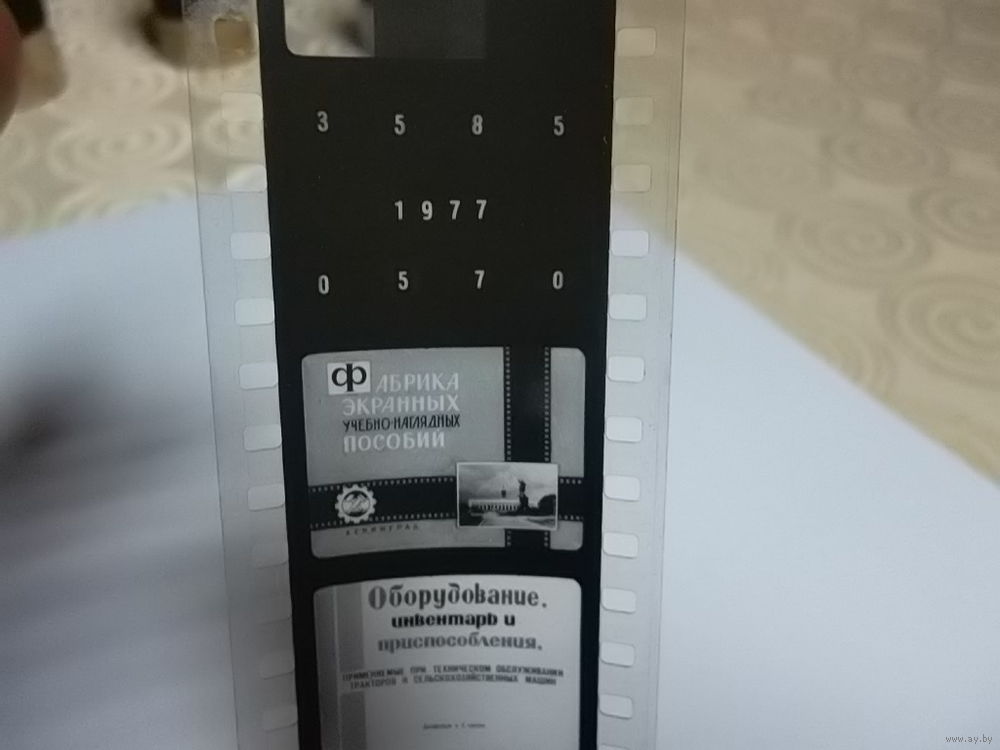 3 5 8 5
1977
0 5 7 0
ФАБРИКА
ЭКРАННЫХ
УЧЕБНО-НАГЛЯДНЫХ
ПОСОБИЙ
ЛЕНИНГРАД
Оборудование,
инвентарь и
приспособления,
ПРИМЕНЯЕМЫЕ ПРИ ТЕХНИЧЕСКОМ ОБСЛУЖИВАНИИ
ТРАКТОРОВ И СЕЛЬСКОХОЗЯЙСТВЕННЫХ МАШИН
www.ay.by